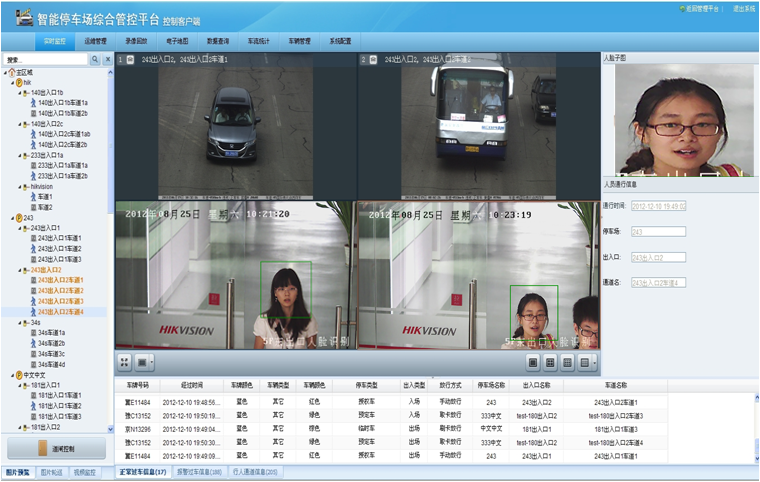 智能停车场综合管控平台 控制客户端
返回管理平台 | 退出系统
实时监控 运维管理 录像回放 电子地图 数据查询 车流统计 车辆管理 系统配置
搜索...
主区域
hik
140出入口1b
140出入口1b车道1a
140出入口1b车道2b
140出入口2c
140出入口2c车道1ab
140出入口2c车道2b
233出入口1a
233出入口1a车道1a
233出入口1a车道2b
hikvision
车道1
车道2
243
243出入口1
243出入口1车道1
243出入口1车道2
243出入口1车道3
243出入口2
243出入口2车道1
243出入口2车道2
243出入口2车道3
243出入口2车道4
34s
34s车道1a
34s车道2b
34s车道3c
34s车道4d
中文中文
181出入口1
181出入口1车道1
181出入口1车道2
181出入口1车道3
181出入口2
道闸控制
图片预览 图片轮巡 视频监控
1 243出入口2，243出入口2车道1
2 243出入口2，243出入口2车道3
2012年08月25日 星期六 10:21:20
HIKVISION
5F东出口人脸识别
2012年08月25日 星期六 10:23:19
HIKVISION
5F东出口人脸识别
人脸子图
人员通行信息
通行时间: 2012-12-10 19:49:02
停车场: 243
出入口: 243出入口2
通道名: 243出入口2车道4
车牌号码 经过时间 车牌颜色 车辆类型 车辆颜色 停车类型 出入类型 放行方式 停车场名称 出入口名称 车道名称
冀E11484 2012-12-10 19:48:56... 蓝色 其它 红色 授权车 入场 手动放行 243 243出入口2 243出入口2车道3
豫C13152 2012-12-10 19:50:19... 蓝色 其它 绿色 预定车 入场 取卡放行 333中文 test-180出入口2 test-180出入口2车道3
京N13296 2012-12-10 19:50:04... 蓝色 其它 棕色 临时车 出场 刷卡放行 中文中文 181出入口1 181出入口1车道3
豫C13152 2012-12-10 19:50:30... 蓝色 其它 绿色 预定车 出场 取卡放行 333中文 test-180出入口2 test-180出入口2车道4
冀E11484 2012-12-10 19:49:09... 蓝色 其它 红色 授权车 出场 手动放行 243 243出入口1 243出入口1车道1
正常过车信息(17) 报警过车信息(188) 行人通道信息(205)